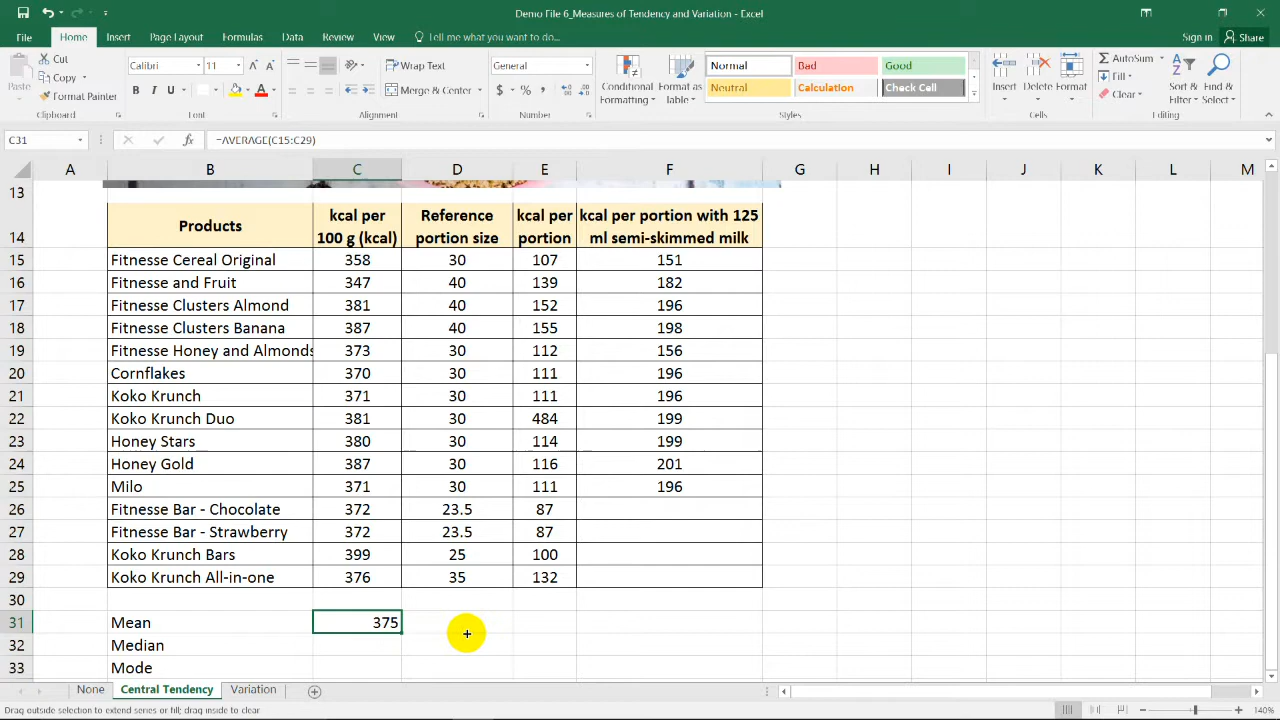 Demo File 6_Measures of Tendency and Variation - Excel
File Home Insert Page Layout Formulas Data Review View Tell me what you want to do... Sign in Share
Cut Calibri 11 Wrap Text General Normal Bad Good AutoSum
Paste Copy Merge & Center Conditional Formatting Format as Table Neutral Calculation Check Cell Insert Delete Format Fill Sort & Filter Find & Select
Format Painter Clear
Clipboard Font Alignment Number Styles Cells Editing
C31 fx =AVERAGE(C15:C29)
A B C D E F G H I J K L M
13
14 Products kcal per 100 g (kcal) Reference portion size kcal per portion kcal per portion with 125 ml semi-skimmed milk
15 Fitnesse Cereal Original 358 30 107 151
16 Fitnesse and Fruit 347 40 139 182
17 Fitnesse Clusters Almond 381 40 152 196
18 Fitnesse Clusters Banana 387 40 155 198
19 Fitnesse Honey and Almonds 373 30 112 156
20 Cornflakes 370 30 111 196
21 Koko Krunch 371 30 111 196
22 Koko Krunch Duo 381 30 484 199
23 Honey Stars 380 30 114 199
24 Honey Gold 387 30 116 201
25 Milo 371 30 111 196
26 Fitnesse Bar - Chocolate 372 23.5 87
27 Fitnesse Bar - Strawberry 372 23.5 87
28 Koko Krunch Bars 399 25 100
29 Koko Krunch All-in-one 376 35 132
30
31 Mean 375
32 Median
33 Mode
None Central Tendency Variation
Drag outside selection to extend series or fill; drag inside to clear 140%